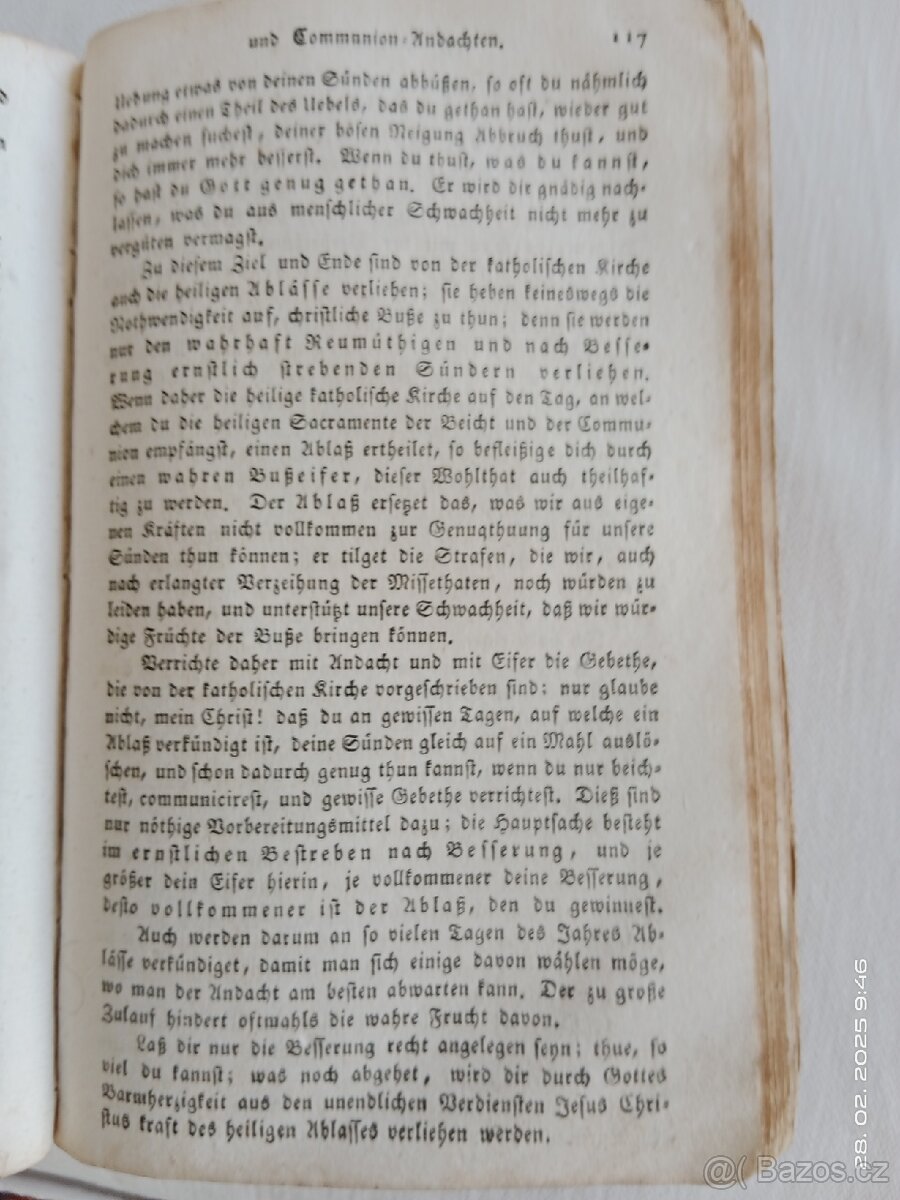 und Communion-Andachten. 117
Uebung etwas von deinen Sünden abbüßen, so oft du nähmlich
dadurch einen Theil des Uebels, das du gethan hast, wieder gut
zu machen suchest, deiner bösen Neigung Abbruch thust, und
dich immer mehr besserst. Wenn du thust, was du kannst,
so hast du Gott genug gethan. Er wird dir gnädig nach-
lassen, was du aus menschlicher Schwachheit nicht mehr zu
vergüten vermagst.
Zu diesem Ziel und Ende sind von der katholischen Kirche
auch die heiligen Ablässe verliehen; sie heben keineswegs die
Nothwendigkeit auf, christliche Buße zu thun; denn sie werden
nur den wahrhaft Reumüthigen und nach Besse-
rung ernstlich strebenden Sündern verliehen.
Wenn daher die heilige katholische Kirche auf den Tag, an wel-
chem du die heiligen Sacramente der Beicht und der Commu-
nion empfängst, einen Ablaß ertheilet, so befleißige dich durch
einen wahren Bußeifer, dieser Wohlthat auch theilhaf-
tig zu werden. Der Ablaß ersetzet das, was wir aus eige-
nen Kräften nicht vollkommen zur Genugthuung für unsere
Sünden thun können; er tilget die Strafen, die wir, auch
nach erlangter Verzeihung der Missethaten, noch würden zu
leiden haben, und unterstützt unsere Schwachheit, daß wir wür-
dige Früchte der Buße bringen können.
Verrichte daher mit Andacht und mit Eifer die Gebethe,
die von der katholischen Kirche vorgeschrieben sind; nur glaube
nicht, mein Christ! daß du an gewissen Tagen, auf welche ein
Ablaß verkündigt ist, deine Sünden gleich auf ein Mahl auslö-
schen, und schon dadurch genug thun kannst, wenn du nur beich-
test, communicirest, und gewisse Gebethe verrichtest. Dieß sind
nur nöthige Vorbereitungsmittel dazu; die Hauptsache besteht
im ernstlichen Bestreben nach Besserung, und je
größer dein Eifer hierin, je vollkommener deine Besserung,
desto vollkommener ist der Ablaß, den du gewinnest.
Auch werden darum an so vielen Tagen des Jahres Ab-
lässe verkündiget, damit man sich einige davon wählen möge,
wo man der Andacht am besten abwarten kann. Der zu große
Zulauf hindert oftmahls die wahre Frucht davon.
Laß dir nur die Besserung recht angelegen seyn; thue, so
viel du kannst; was noch abgehet, wird dir durch Gottes
Barmherzigkeit aus den unendlichen Verdiensten Jesus Chri-
stus kraft des heiligen Ablasses verliehen werden.
28. 02. 2025 9:46
@ Bazos.cz